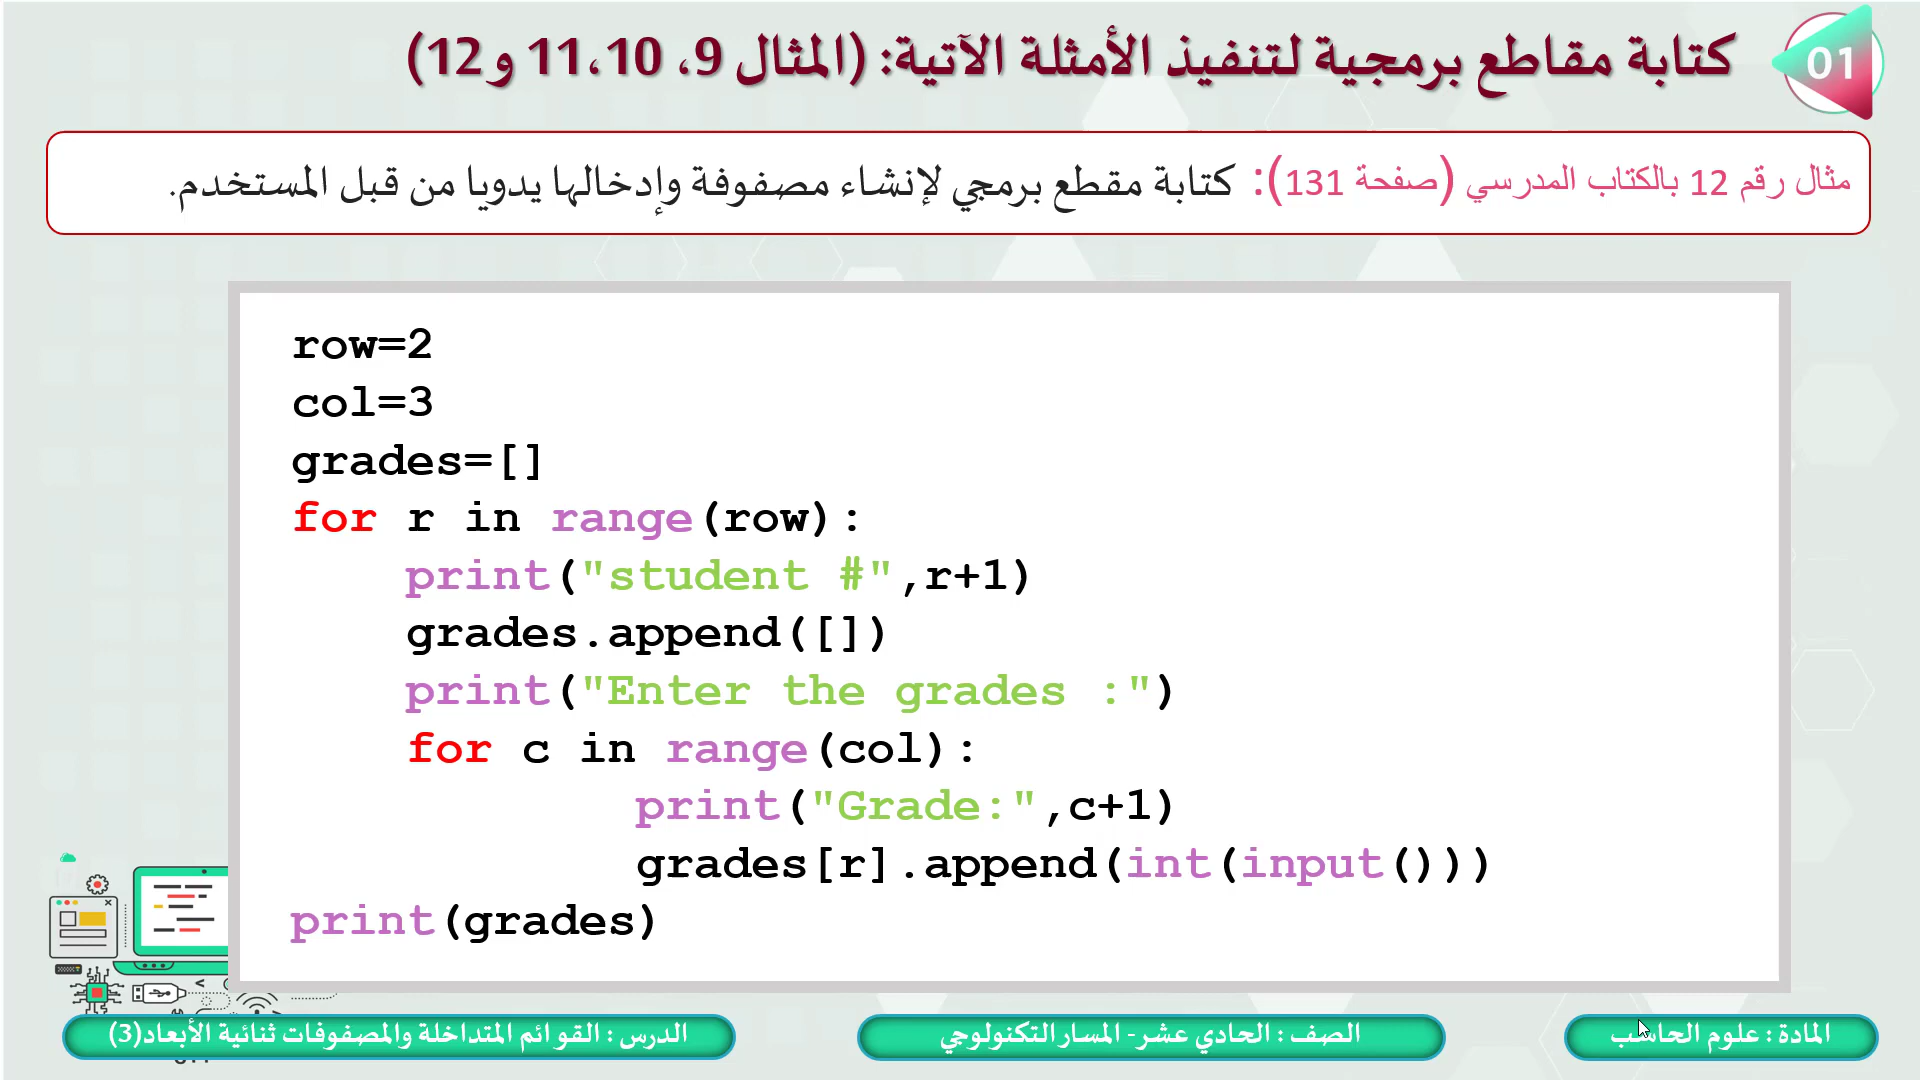 01
كتابة مقاطع برمجية لتنفيذ الأمثلة الآتية: (المثال 9، 11،10 و12)
مثال رقم 12 بالكتاب المدرسي (صفحة 131): كتابة مقطع برمجي لإنشاء مصفوفة وإدخالها يدويا من قبل المستخدم.
row=2
col=3
grades=[]
for r in range(row):
    print("student #",r+1)
    grades.append([])
    print("Enter the grades :")
    for c in range(col):
            print("Grade:",c+1)
            grades[r].append(int(input()))
print(grades)
المادة : علوم الحاسب
الصف : الحادي عشر- المسار التكنولوجي
الدرس : القوائم المتداخلة والمصفوفات ثنائية الأبعاد(3)